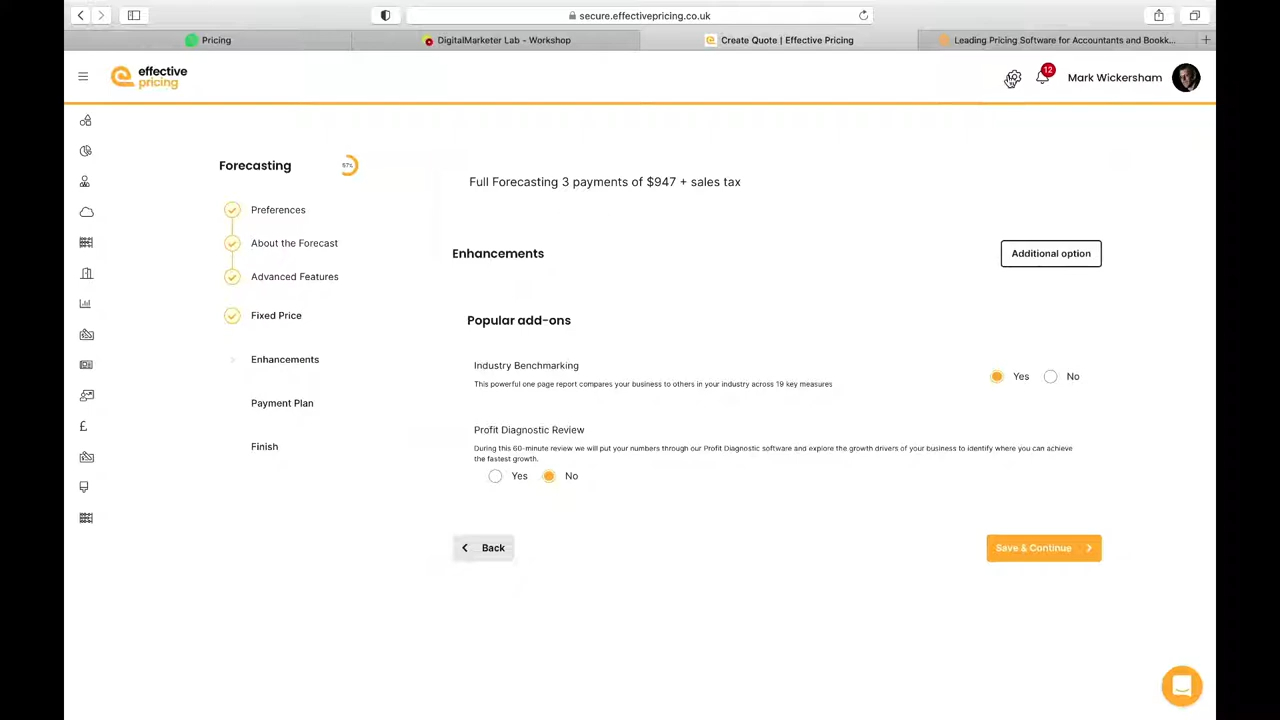 secure.effectivepricing.co.uk
Pricing
DigitalMarketer Lab - Workshop
Create Quote | Effective Pricing
Leading Pricing Software for Accountants and Bookk...
effective
pricing
12
Mark Wickersham
Forecasting
57%
Full Forecasting 3 payments of $947 + sales tax
Preferences
About the Forecast
Advanced Features
Fixed Price
Enhancements
Payment Plan
Finish
Enhancements
Additional option
Popular add-ons
Industry Benchmarking
This powerful one page report compares your business to others in your industry across 19 key measures
Yes
No
Profit Diagnostic Review
During this 60-minute review we will put your numbers through our Profit Diagnostic software and explore the growth drivers of your business to identify where you can achieve
the fastest growth.
Yes
No
Back
Save & Continue
£